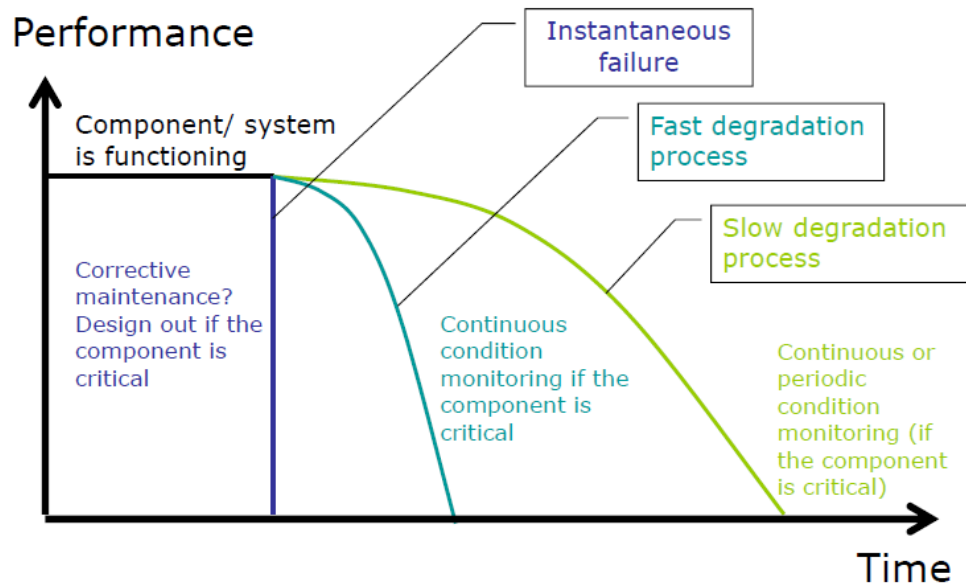 Performance
Instantaneous
failure
Component/ system
is functioning
Fast degradation
process
Slow degradation
process
Corrective
maintenance?
Design out if the
component is
critical
Continuous
condition
monitoring if the
component is
critical
Continuous or
periodic
condition
monitoring (if
the component
is critical)
Time